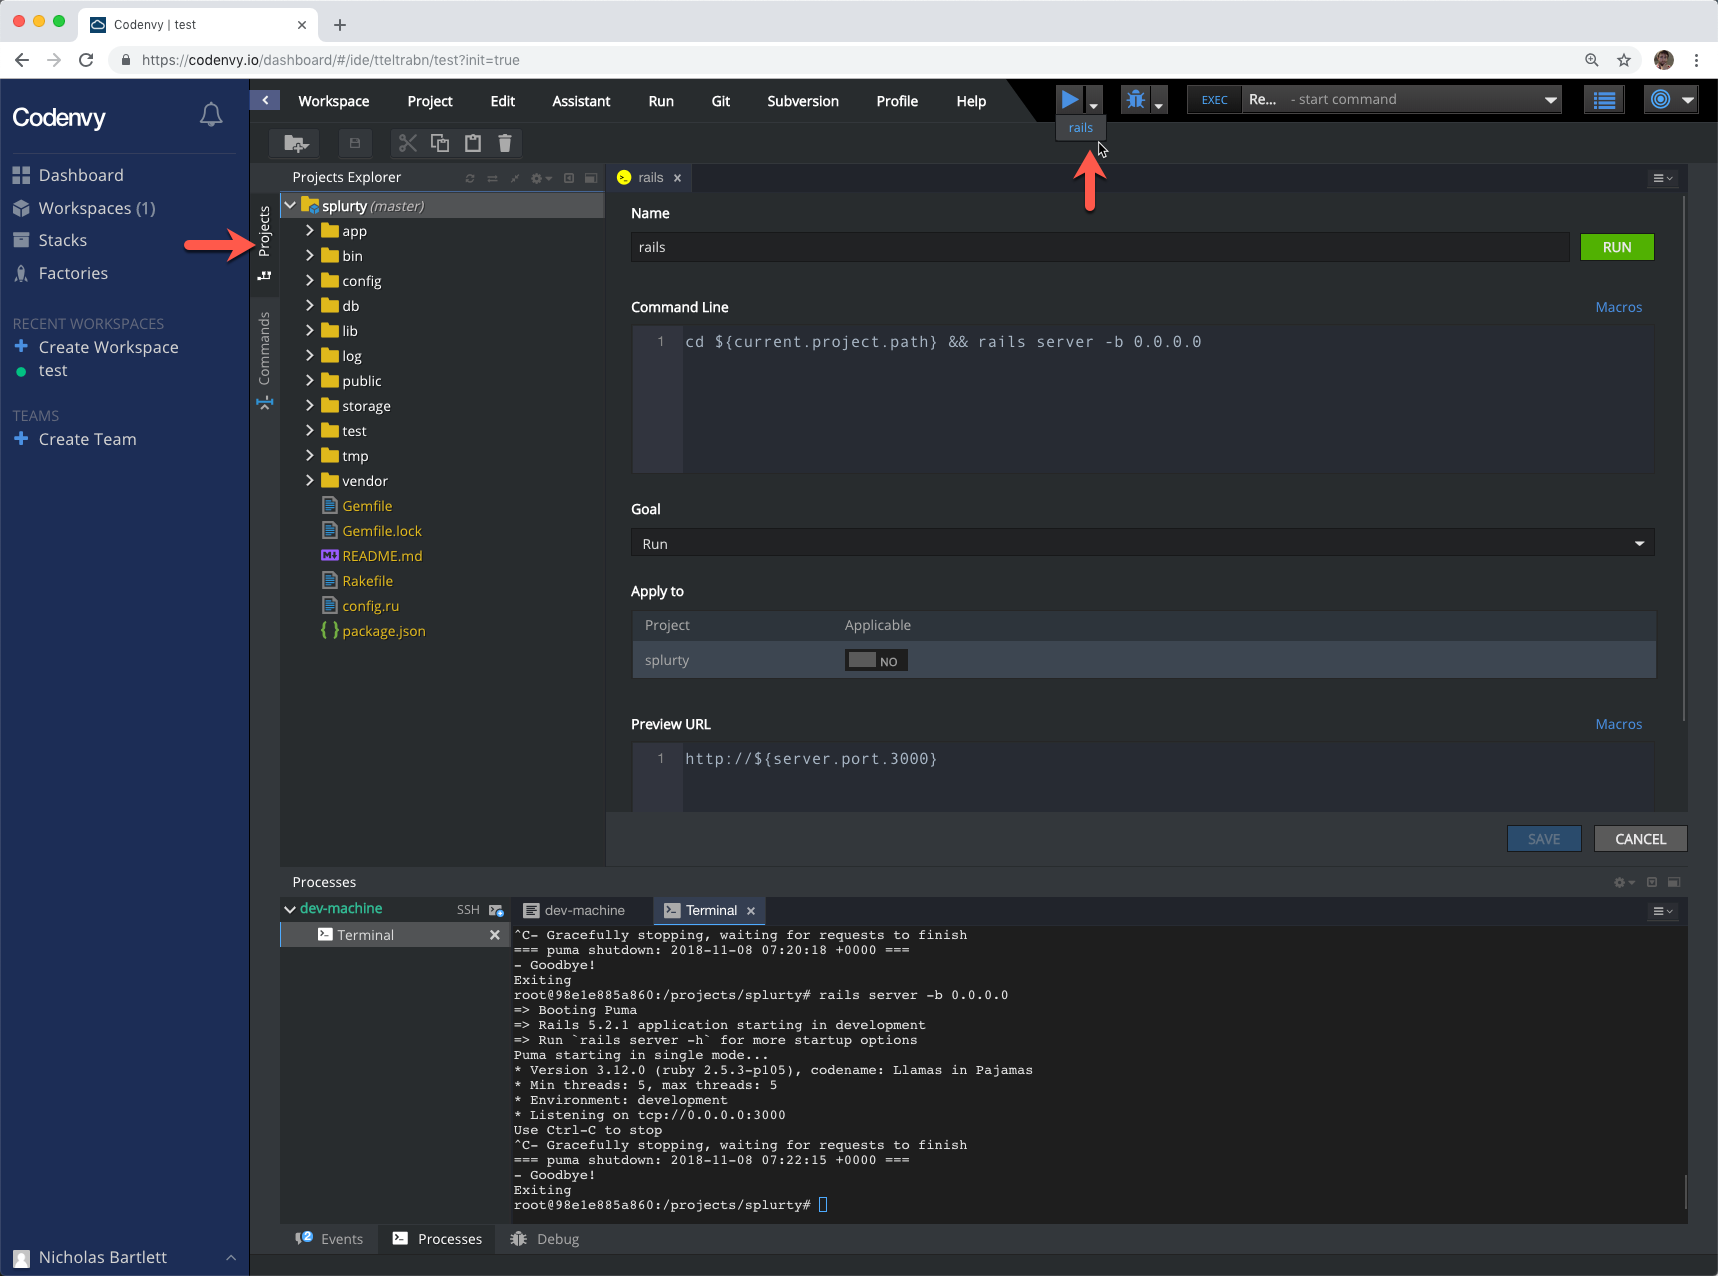 Codenvy | test
https://codenvy.io/dashboard/#/ide/tteltrabn/test?init=true
Codenvy
Workspace Project Edit Assistant Run Git Subversion Profile Help
EXEC Re... - start command
rails
Dashboard
Workspaces (1)
Stacks
Factories
RECENT WORKSPACES
Create Workspace
test
TEAMS
Create Team
Nicholas Bartlett
Projects
Commands
Projects Explorer
splurty (master)
app
bin
config
db
lib
log
public
storage
test
tmp
vendor
Gemfile
Gemfile.lock
README.md
Rakefile
config.ru
package.json
rails
Name
rails
RUN
Command Line
Macros
1 cd ${current.project.path} && rails server -b 0.0.0.0
Goal
Run
Apply to
Project Applicable
splurty NO
Preview URL
Macros
1 http://${server.port.3000}
SAVE CANCEL
Processes
dev-machine SSH
Terminal
dev-machine Terminal
^C- Gracefully stopping, waiting for requests to finish
=== puma shutdown: 2018-11-08 07:20:18 +0000 ===
- Goodbye!
Exiting
root@98e1e885a860:/projects/splurty# rails server -b 0.0.0.0
=> Booting Puma
=> Rails 5.2.1 application starting in development
=> Run `rails server -h` for more startup options
Puma starting in single mode...
* Version 3.12.0 (ruby 2.5.3-p105), codename: Llamas in Pajamas
* Min threads: 5, max threads: 5
* Environment: development
* Listening on tcp://0.0.0.0:3000
Use Ctrl-C to stop
^C- Gracefully stopping, waiting for requests to finish
=== puma shutdown: 2018-11-08 07:22:15 +0000 ===
- Goodbye!
Exiting
root@98e1e885a860:/projects/splurty#
2 Events Processes Debug